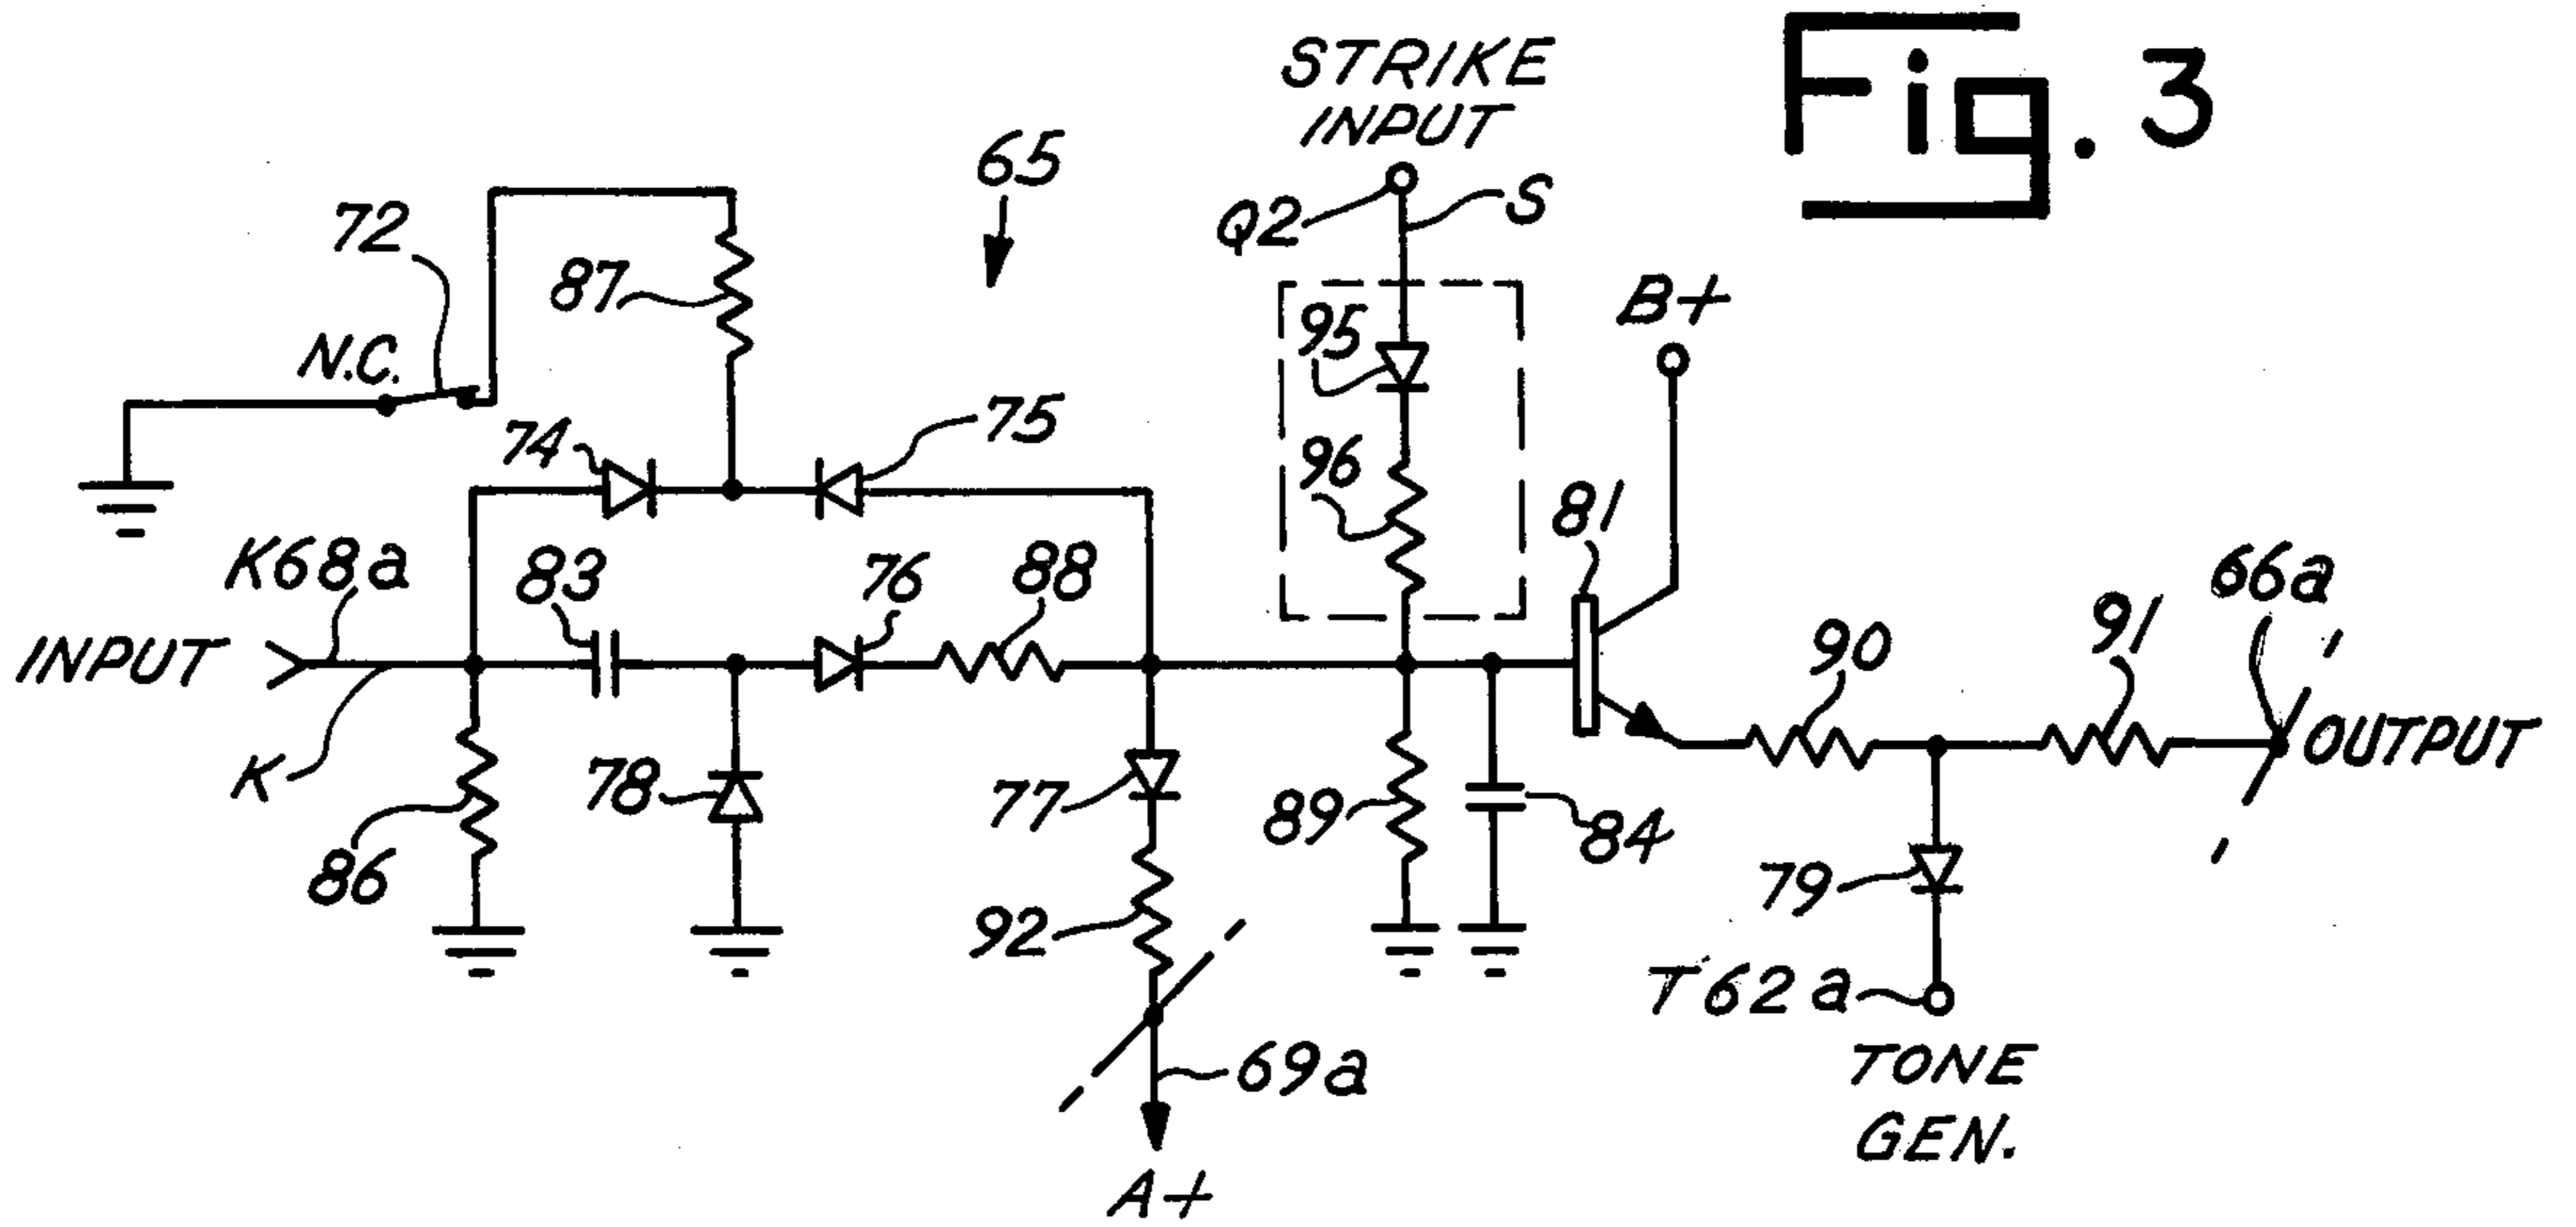 Fig. 3
STRIKE
INPUT
65
Q2
S
72
87
B+
N.C.
95
75
74
96
81
K68a
83
76
88
66a
INPUT
90
91
OUTPUT
K
78
77
89
84
86
79
92
T62a
69a
TONE
GEN.
A+